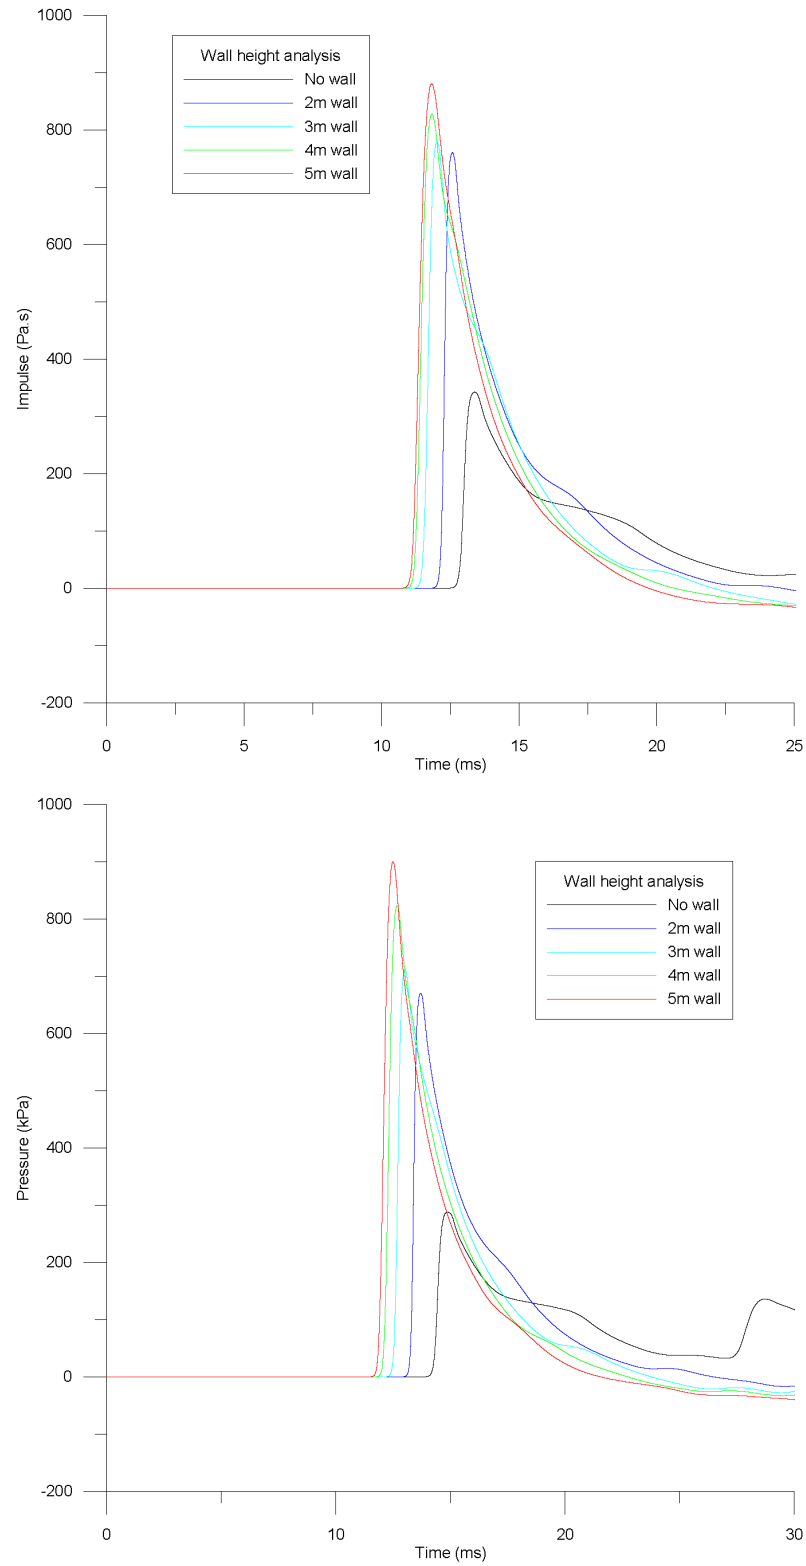 1000
800
600
400
200
0
-200
Impulse (Pa.s)
Wall height analysis
No wall
2m wall
3m wall
4m wall
5m wall
0 5 10 15 20 25
Time (ms)
1000
800
600
400
200
0
-200
Pressure (kPa)
Wall height analysis
No wall
2m wall
3m wall
4m wall
5m wall
0 10 20 30
Time (ms)